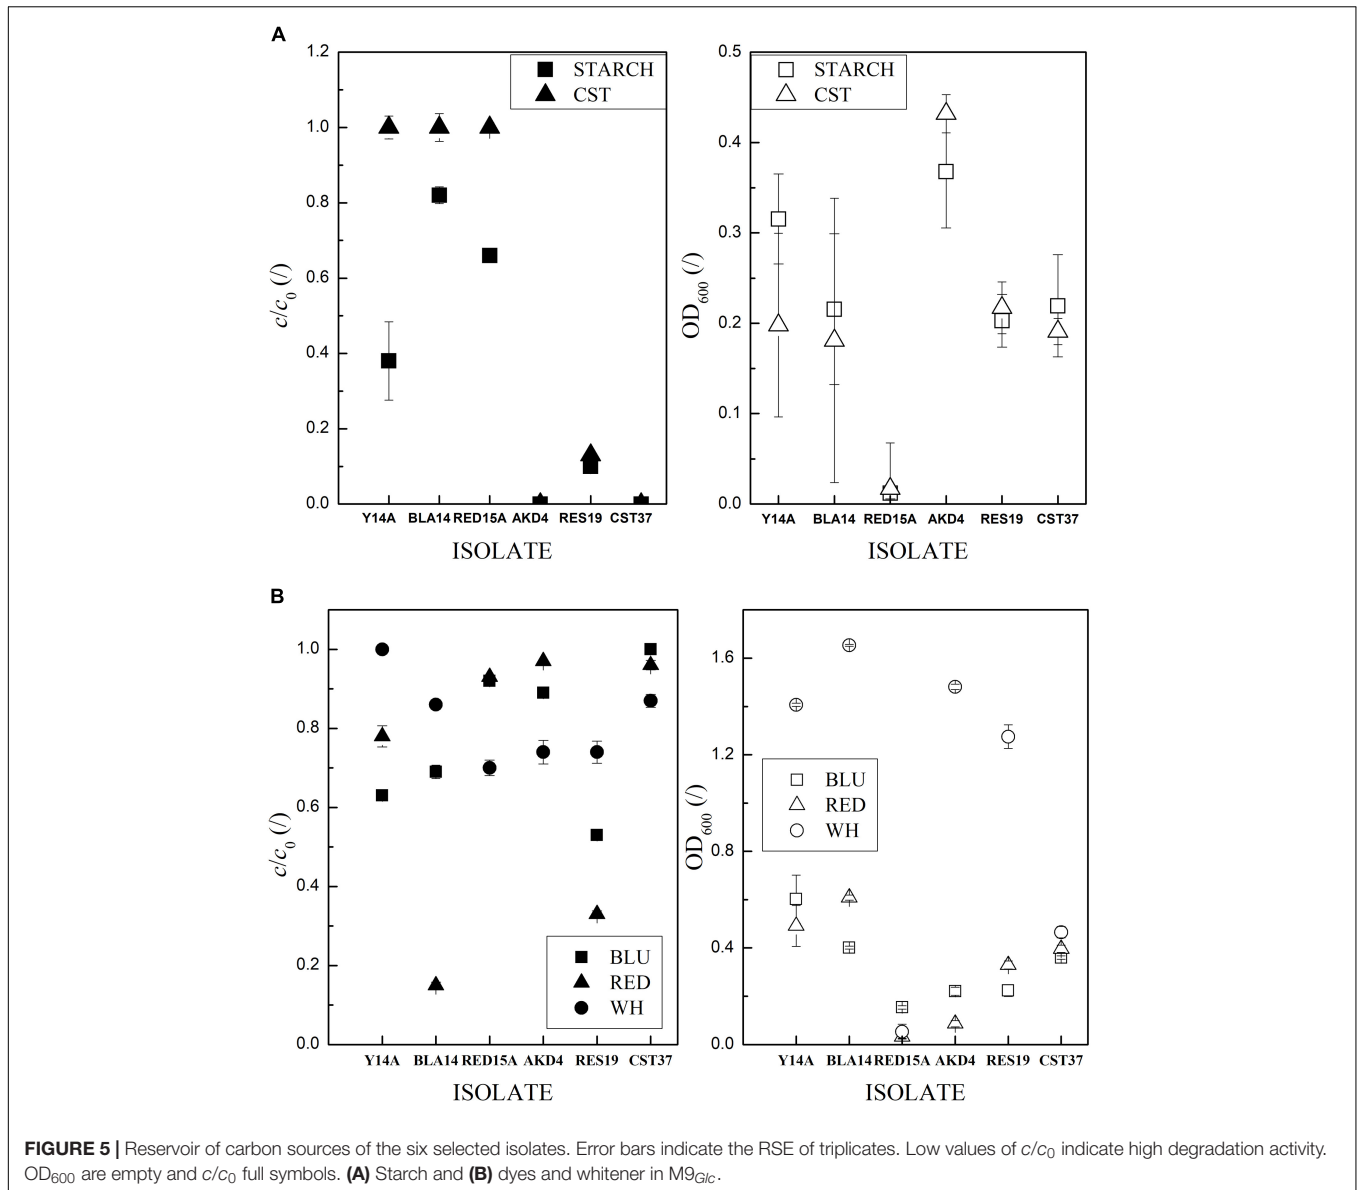 A
1.2
1.0
0.8
0.6
0.4
0.2
0.0
c/c0 (/)
STARCH
CST
Y14A BLA14 RED15A AKD4 RES19 CST37
ISOLATE
0.5
0.4
0.3
0.2
0.1
0.0
OD600 (/)
STARCH
CST
Y14A BLA14 RED15A AKD4 RES19 CST37
ISOLATE
B
1.0
0.8
0.6
0.4
0.2
0.0
c/c0 (/)
BLU
RED
WH
Y14A BLA14 RED15A AKD4 RES19 CST37
ISOLATE
1.6
1.2
0.8
0.4
0.0
OD600 (/)
BLU
RED
WH
Y14A BLA14 RED15A AKD4 RES19 CST37
ISOLATE
FIGURE 5 | Reservoir of carbon sources of the six selected isolates. Error bars indicate the RSE of triplicates. Low values of c/c0 indicate high degradation activity.
OD600 are empty and c/c0 full symbols. (A) Starch and (B) dyes and whitener in M9Glc.